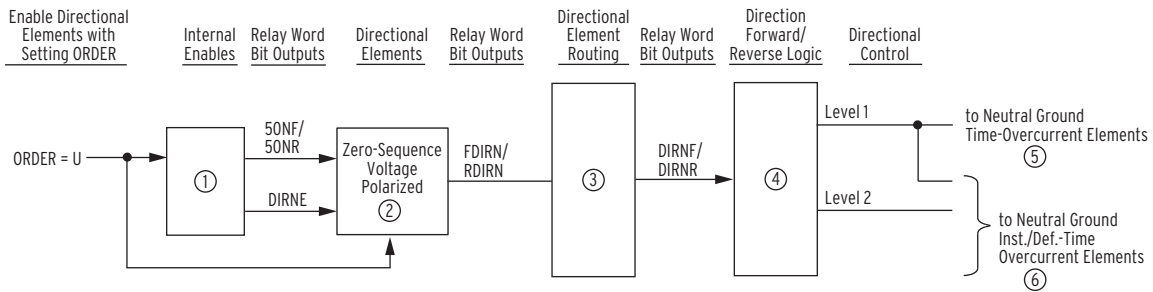 Enable Directional
Elements with
Setting ORDER
Internal
Enables
Relay Word
Bit Outputs
Directional
Elements
Relay Word
Bit Outputs
Directional
Element
Routing
Relay Word
Bit Outputs
Direction
Forward/
Reverse Logic
Directional
Control
ORDER = U
1
50NF/
50NR
DIRNE
Zero-Sequence
Voltage
Polarized
2
FDIRN/
RDIRN
3
DIRNF/
DIRNR
4
Level 1
Level 2
to Neutral Ground
Time-Overcurrent Elements
5
to Neutral Ground
Inst./Def.-Time
Overcurrent Elements
6